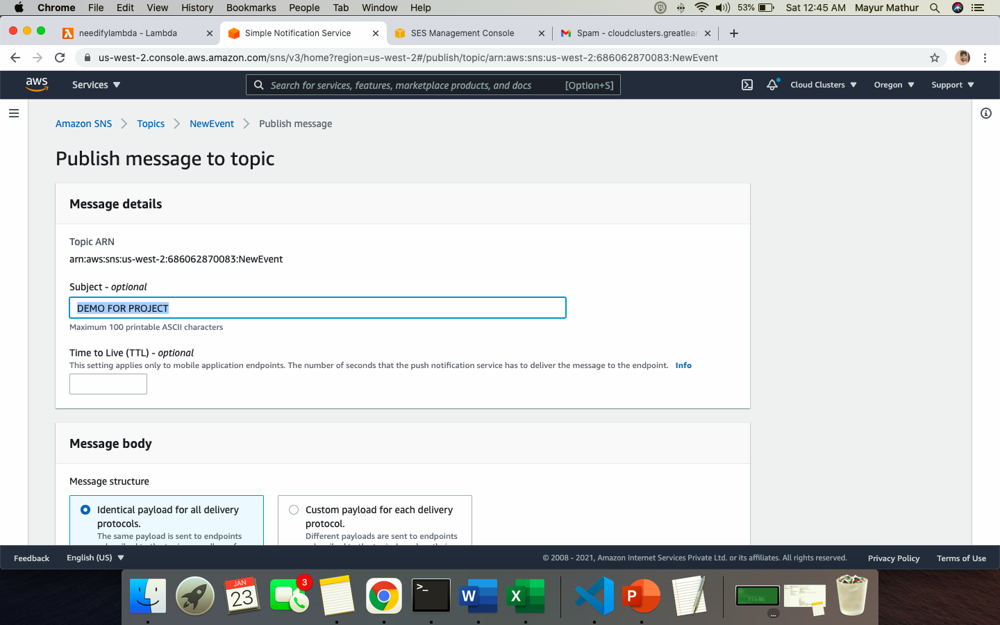 Chrome File Edit View History Bookmarks People Tab Window Help 53% Sat 12:45 AM Mayur Mathur
needifylambda - Lambda Simple Notification Service SES Management Console Spam - cloudclusters.greatlear
us-west-2.console.aws.amazon.com/sns/v3/home?region=us-west-2#/publish/topic/arn:aws:sns:us-west-2:686062870083:NewEvent
aws Services Search for services, features, marketplace products, and docs [Option+S] Cloud Clusters Oregon Support
Amazon SNS Topics NewEvent Publish message
Publish message to topic
Message details
Topic ARN
arn:aws:sns:us-west-2:686062870083:NewEvent
Subject - optional
DEMO FOR PROJECT
Maximum 100 printable ASCII characters
Time to Live (TTL) - optional
This setting applies only to mobile application endpoints. The number of seconds that the push notification service has to deliver the message to the endpoint. Info
Message body
Message structure
Identical payload for all delivery protocols.
The same payload is sent to endpoints
Custom payload for each delivery protocol.
Different payloads are sent to endpoints
Feedback English (US) © 2008 - 2021, Amazon Internet Services Private Ltd. or its affiliates. All rights reserved. Privacy Policy Terms of Use
JAN
23
3
>_
W
X
P
...